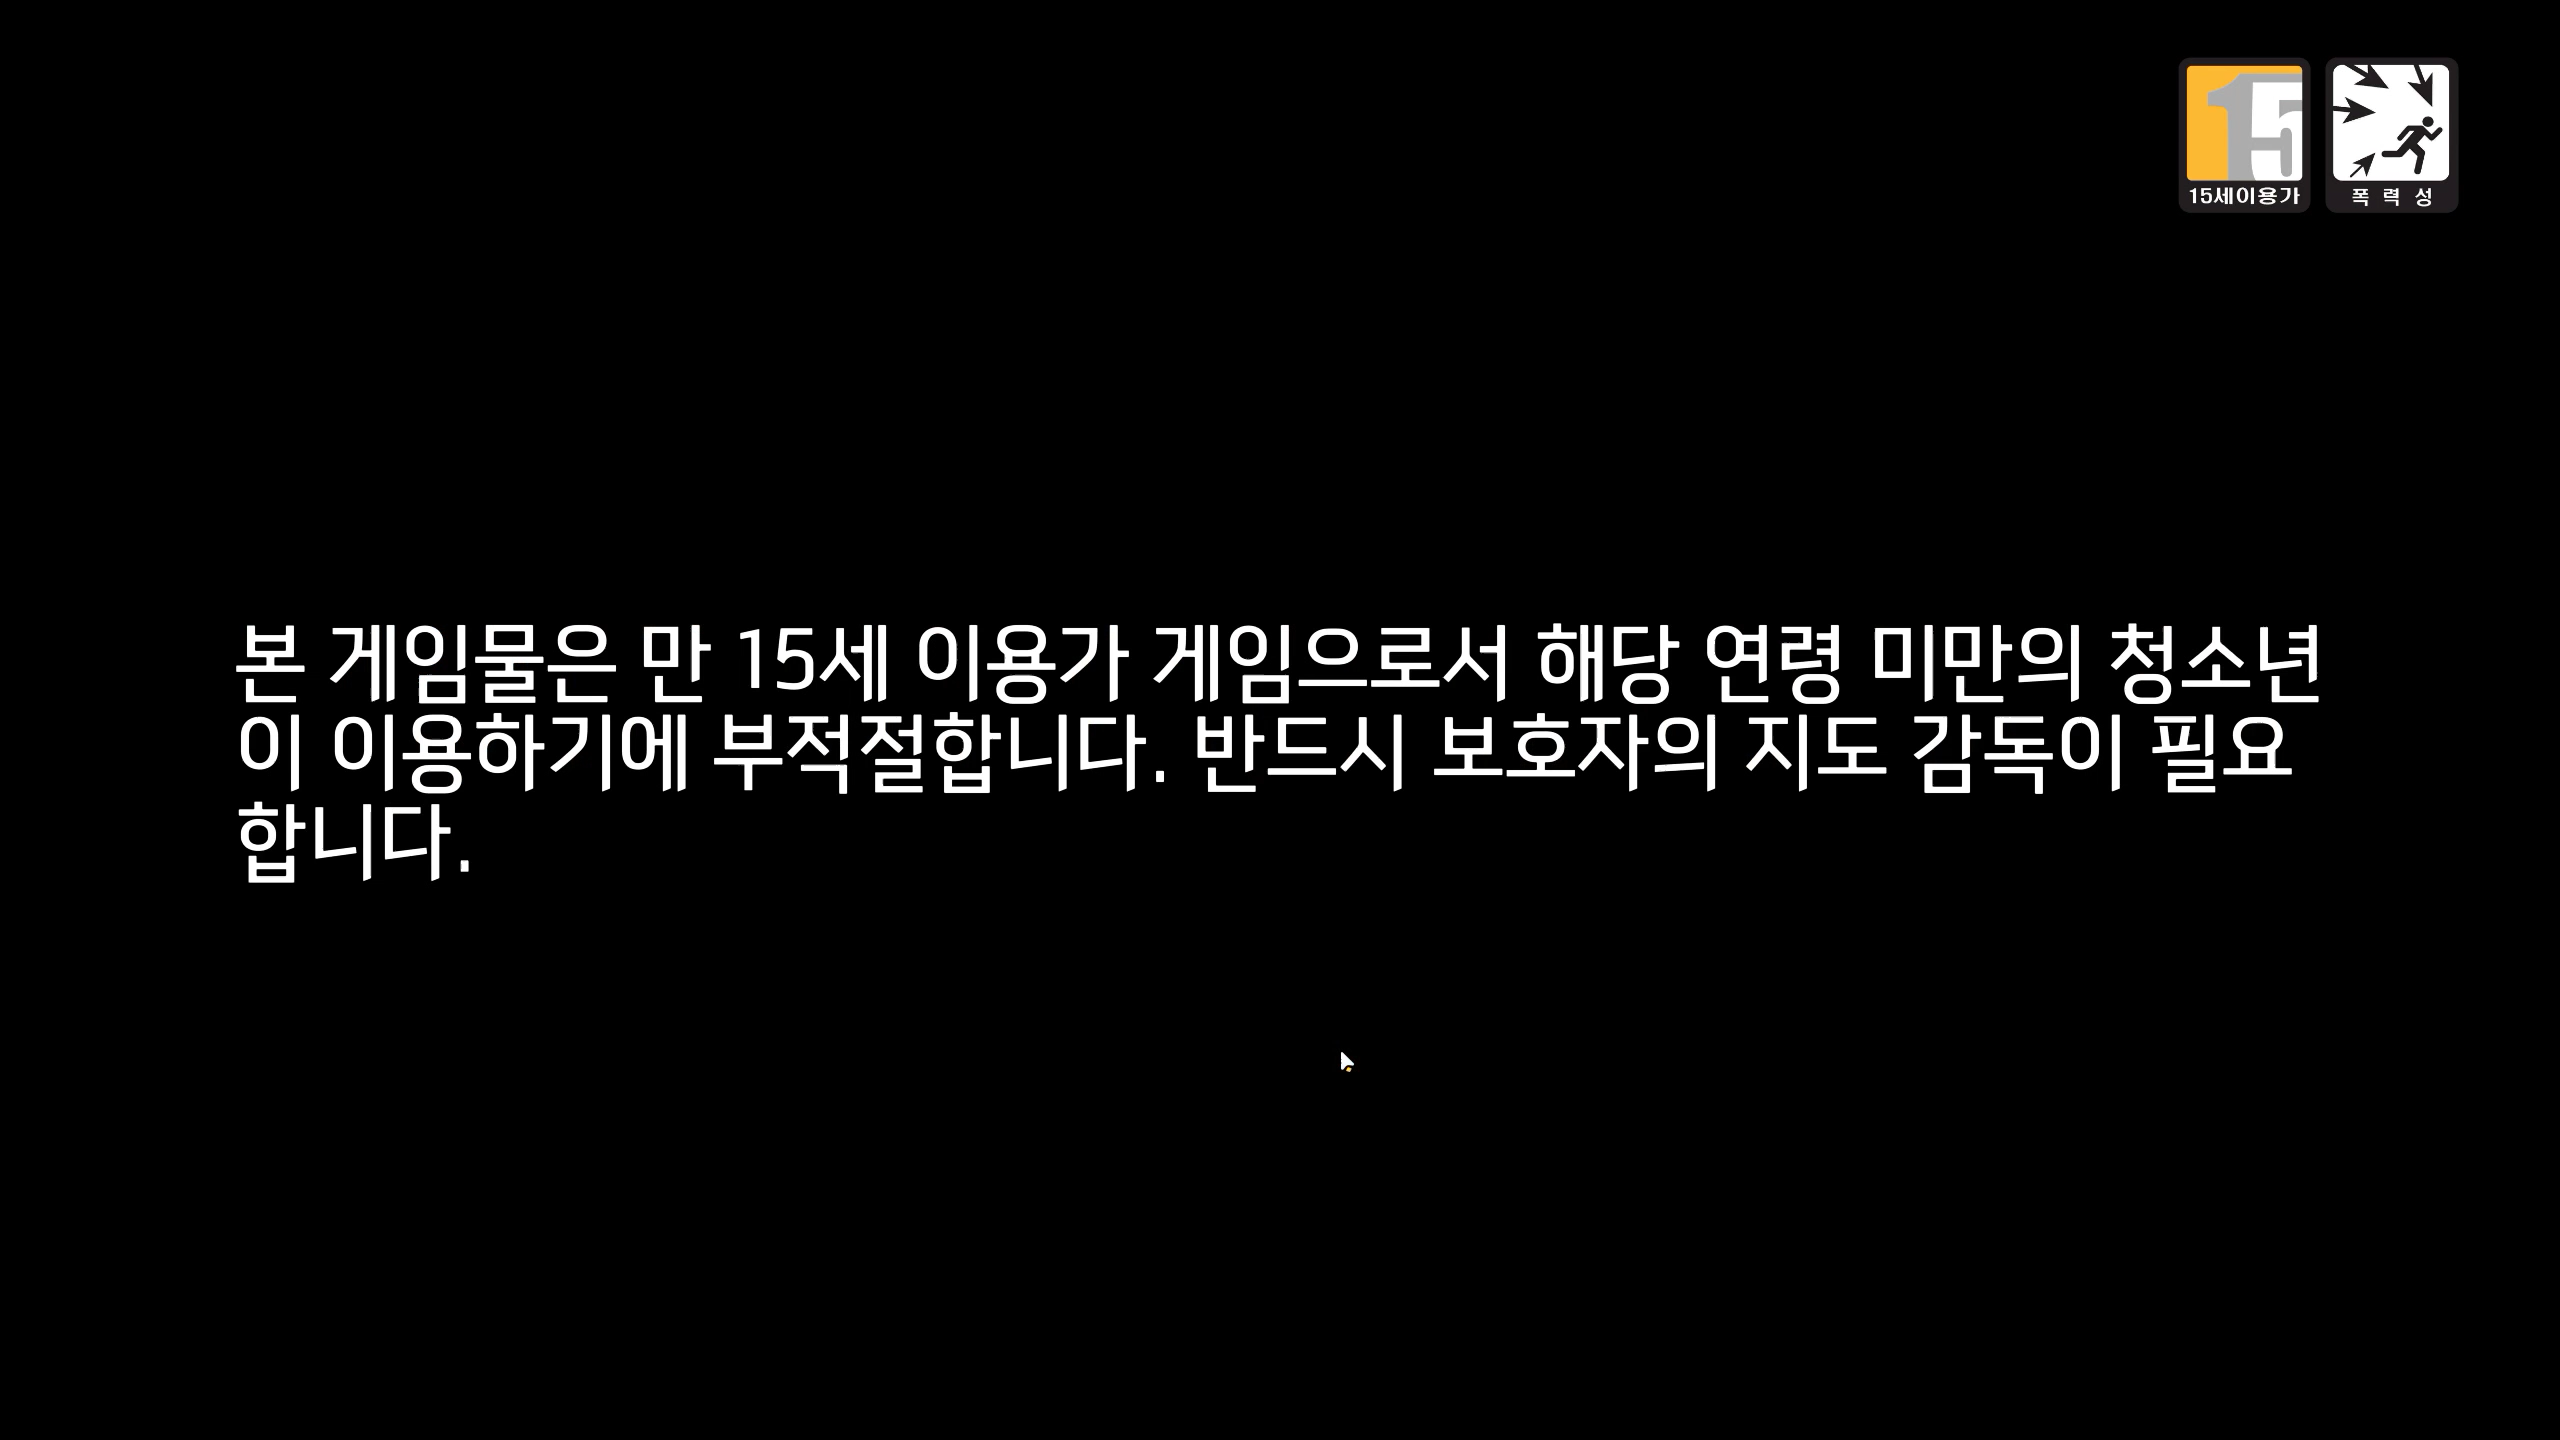 15
15세이용가
폭력성
본 게임물은 만 15세 이용가 게임으로서 해당 연령 미만의 청소년
이 이용하기에 부적절합니다. 반드시 보호자의 지도 감독이 필요
합니다.